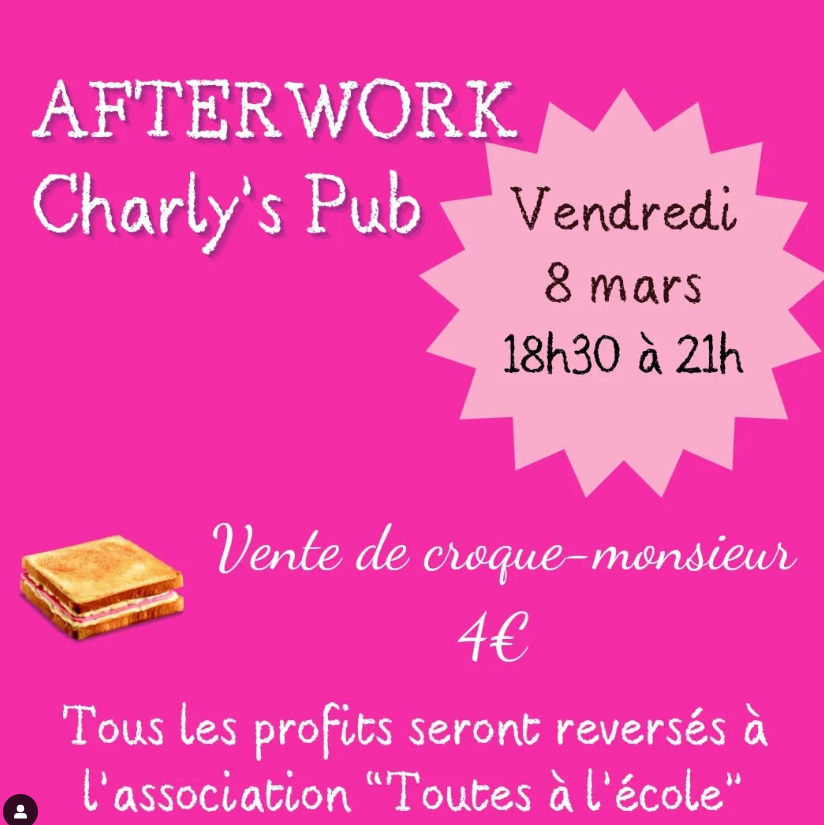 AFTERWORK
Charly's Pub
Vendredi
8 mars
18h30 à 21h
Vente de croque-monsieur
4€
Tous les profits seront reversés à
l'association "Toutes à l'école"